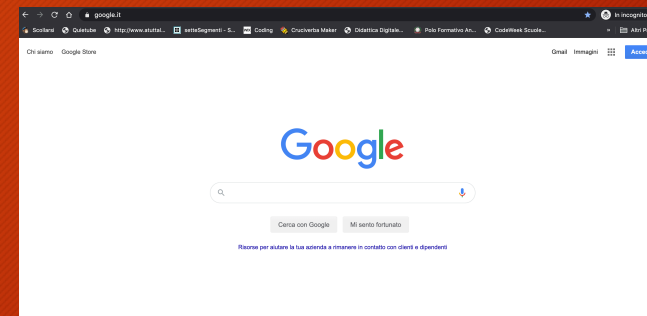 google.it
In incognito
Scollarsi Quietube http://www.atuttal... setteSegmenti - S... Coding Cruciverba Maker Didattica Digitale... Polo Formativo An... CodeWeek Scuole... » Altri P
Chi siamo Google Store Gmail Immagini Acced
Google
Cerca con Google Mi sento fortunato
Risorse per aiutare la tua azienda a rimanere in contatto con clienti e dipendenti